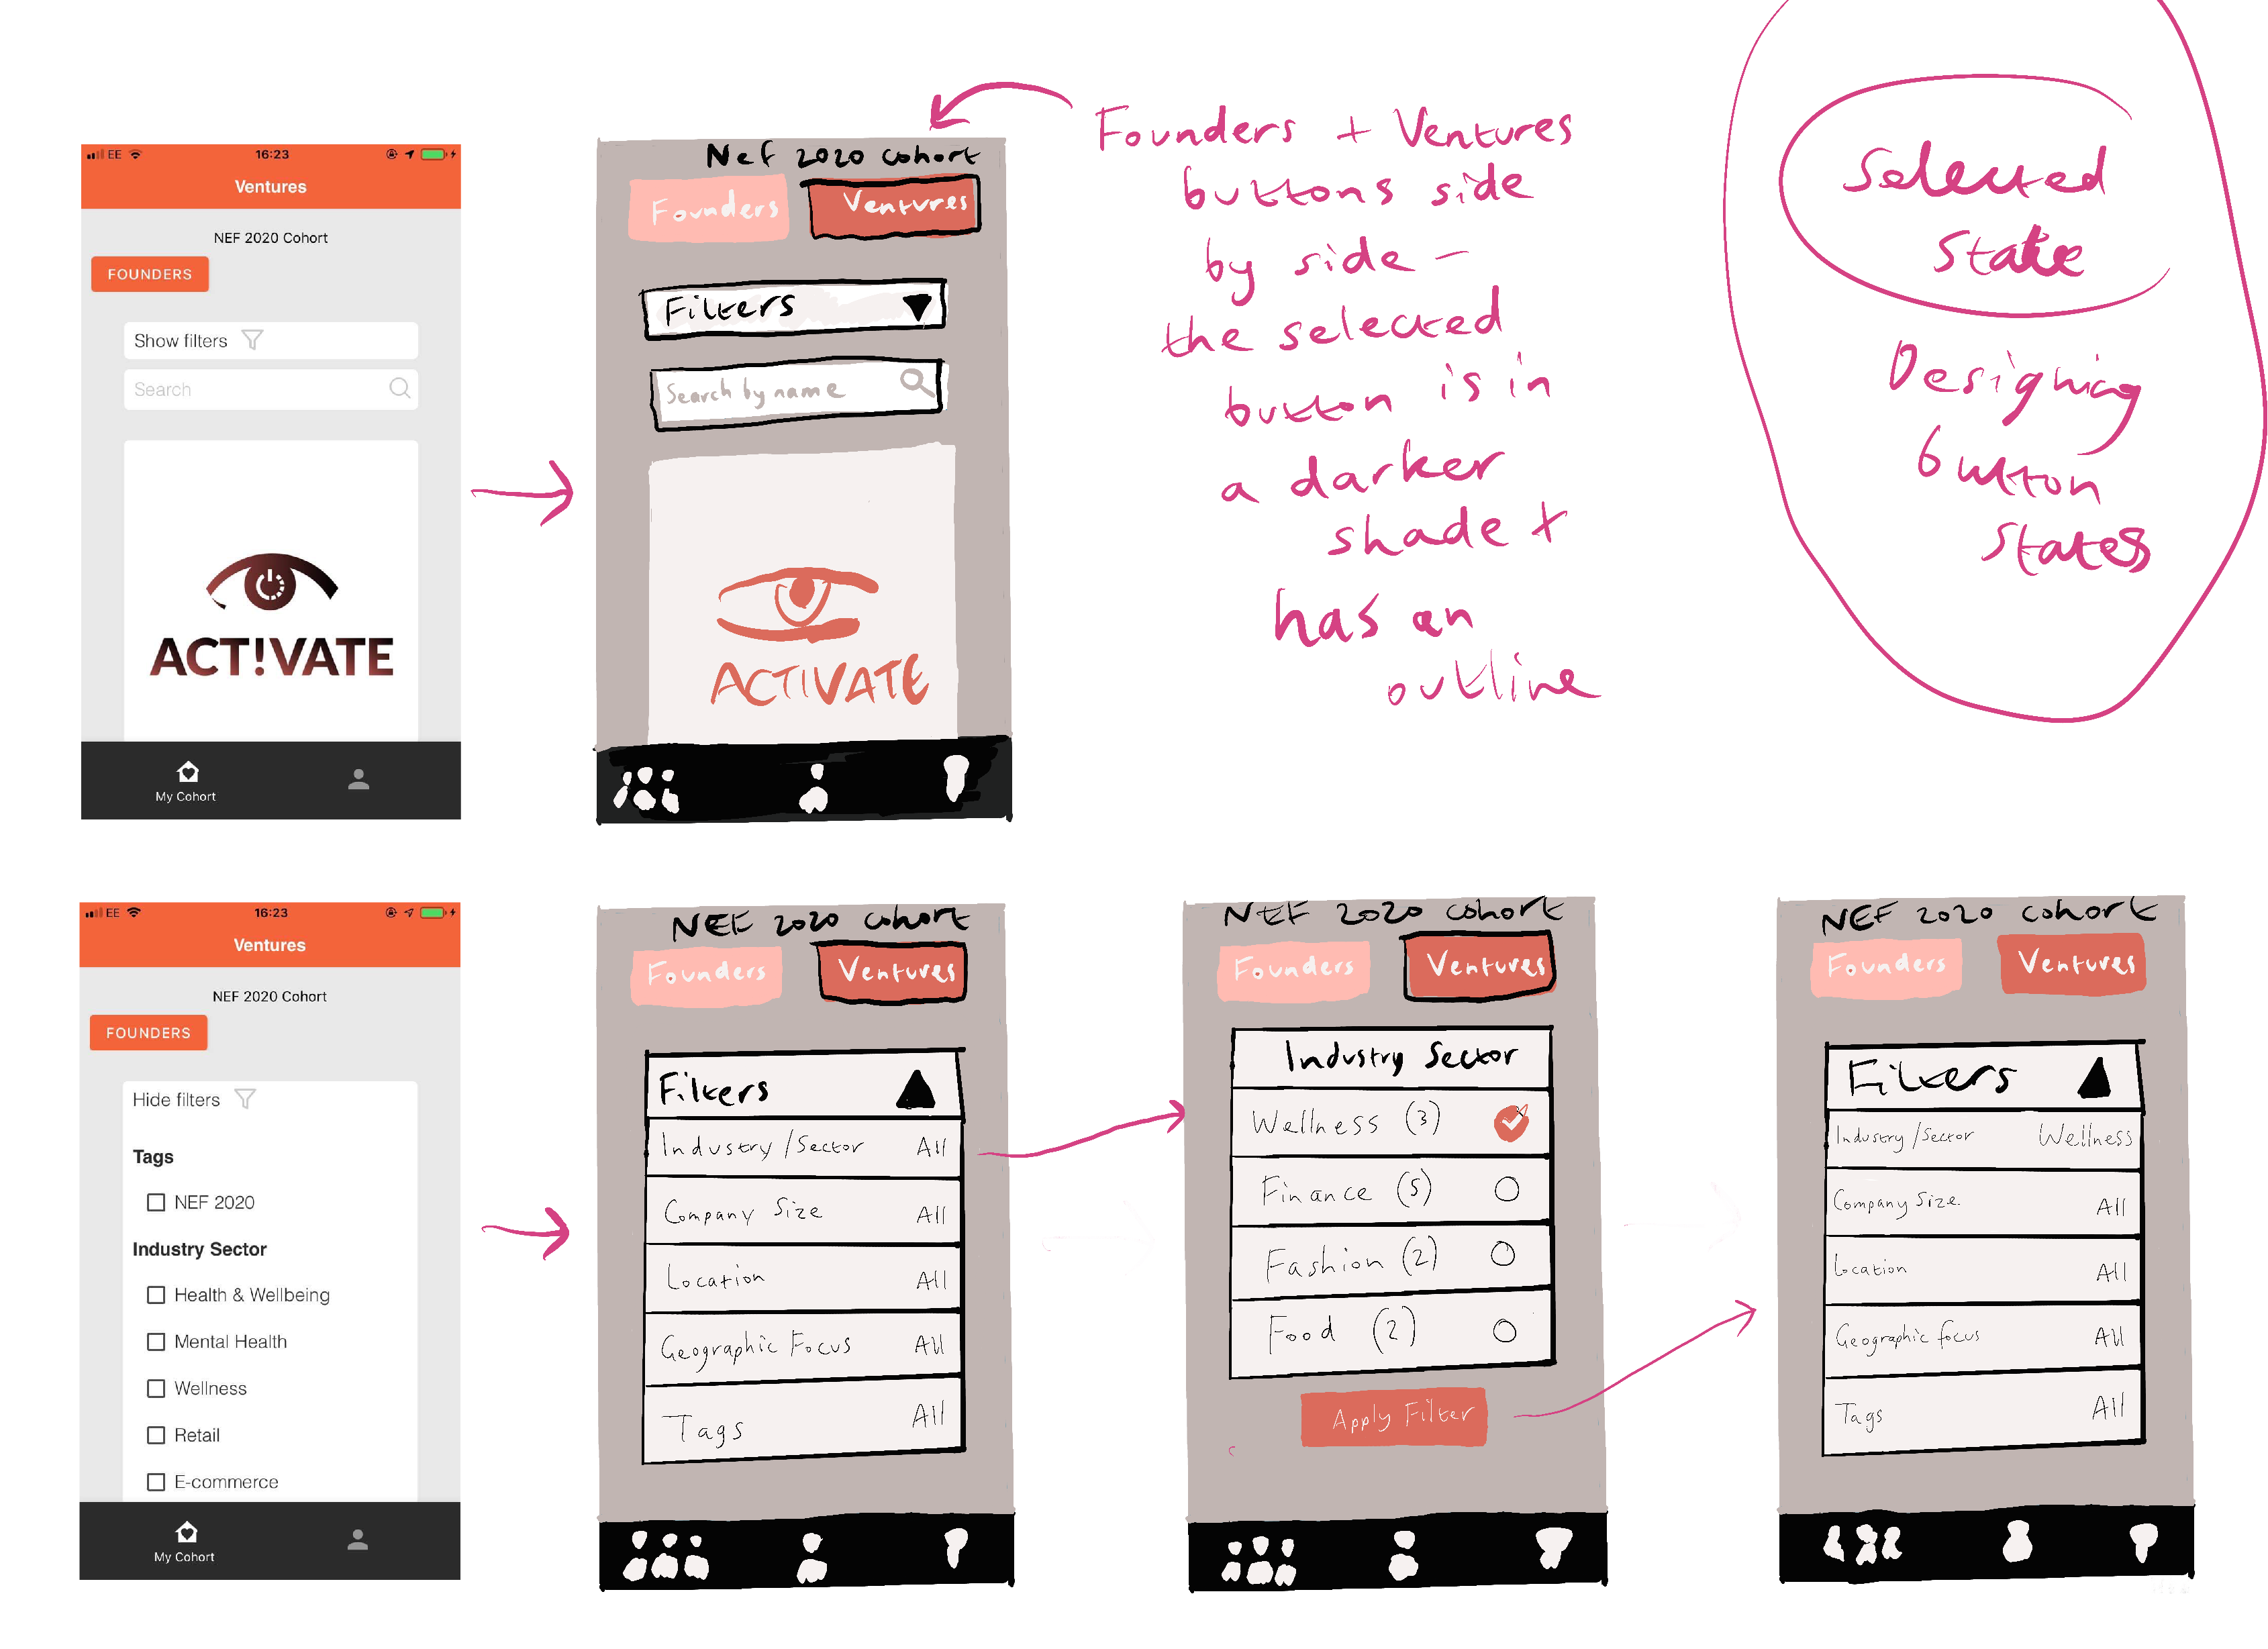 EE 16:23
Ventures
NEF 2020 Cohort
FOUNDERS
Show filters
Search
ACT!VATE
My Cohort
Nef 2020 cohort
Founders Ventures
Filters
Search by name
ACTIVATE
Founders + Ventures
buttons side
by side -
the selected
button is in
a darker
shade +
has an
outline
Selected
State
Designing
button
states
EE 16:23
Ventures
NEF 2020 Cohort
FOUNDERS
Hide filters
Tags
NEF 2020
Industry Sector
Health & Wellbeing
Mental Health
Wellness
Retail
E-commerce
My Cohort
NEF 2020 cohort
Founders Ventures
Filters
Industry/Sector All
Company Size All
Location All
Geographic Focus All
Tags All
NEF 2020 cohort
Founders Ventures
Industry Sector
Wellness (3)
Finance (5)
Fashion (2)
Food (2)
Apply Filter
NEF 2020 cohort
Founders Ventures
Filters
Industry/Sector Wellness
Company Size. All
Location All
Geographic focus All
Tags All